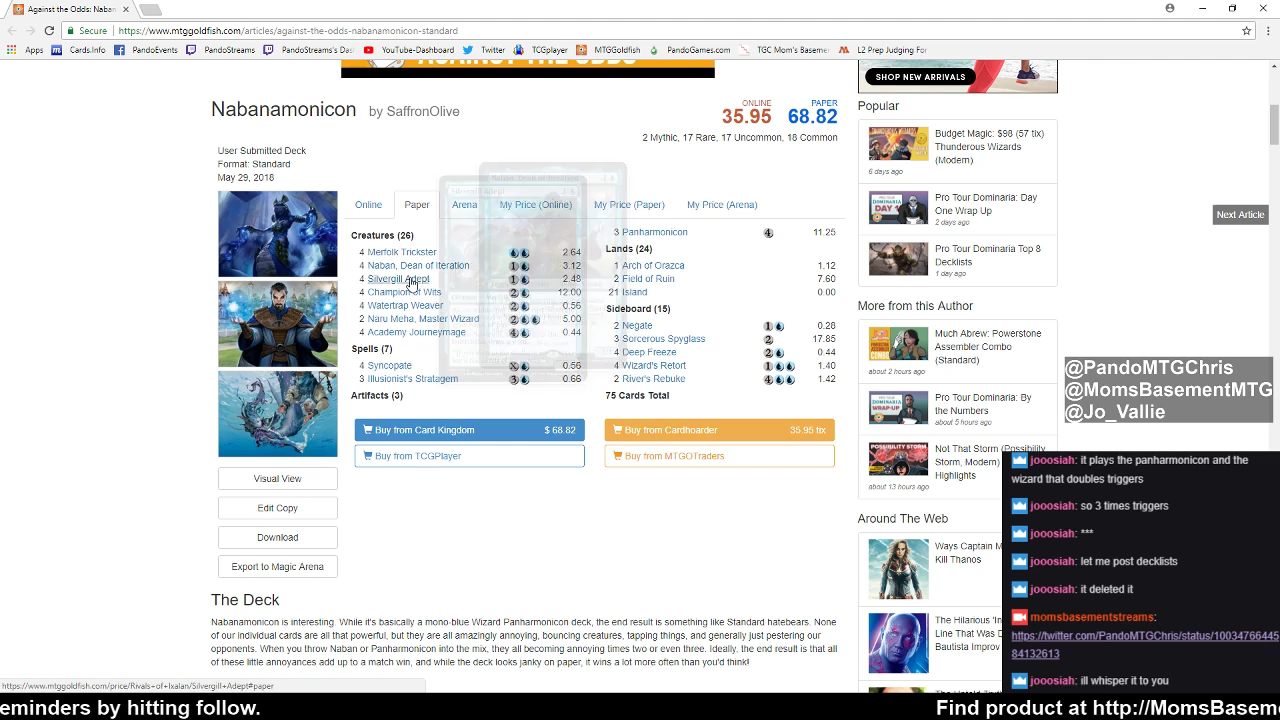 Against the Odds: Naban
Secure
https://www.mtggoldfish.com/articles/against-the-odds-nabanamonicon-standard
Apps
Cards.Info
PandoEvents
PandoStreams
PandoStreams's Das
YouTube-Dashboard
Twitter
TCGplayer
MTGGoldfish
PandoGames.com
TGC Mom's Baseme
L2 Prep Judging For
SHOP NEW ARRIVALS
Nabanamonicon by SaffronOlive
ONLINE
35.95
PAPER
68.82
2 Mythic, 17 Rare, 17 Uncommon, 18 Common
User Submitted Deck
Format: Standard
May 29, 2018
Online
Paper
Arena
My Price (Online)
My Price (Paper)
My Price (Arena)
Creatures (26)
4 Merfolk Trickster 2.64
4 Naban, Dean of Iteration 1 3.12
4 Silvergill Adept 1 2.48
4 Champion of Wits 2 12.00
4 Watertrap Weaver 2 0.56
2 Naru Meha, Master Wizard 2 5.00
4 Academy Journeymage 4 0.44
Spells (7)
4 Syncopate X 0.56
3 Illusionist's Stratagem 3 0.66
Artifacts (3)
3 Panharmonicon 4 11.25
Lands (24)
1 Arch of Orazca 1.12
2 Field of Ruin 7.60
21 Island 0.00
Sideboard (15)
2 Negate 1 0.28
3 Sorcerous Spyglass 2 17.85
4 Deep Freeze 2 0.44
4 Wizard's Retort 1 1.40
2 River's Rebuke 4 1.42
75 Cards Total
Buy from Card Kingdom $ 68.82
Buy from Cardhoarder 35.95 tix
Buy from TCGPlayer
Buy from MTGOTraders
Visual View
Edit Copy
Download
Export to Magic Arena
The Deck
Nabanamonicon is interesting. While basically a mono-blue Wizard Panharmonicon deck, the end result is something like Standard hatebears. None
of our individual cards are all that powerful, but they are all amazingly annoying, bouncing creatures, tapping things, and generally just pestering our
opponents. When you throw Naban or Panharmonicon into the mix, they all becoming annoying times two or even three. Ideally, the end result is that all
of these little annoyances add up to a match win, and while the deck looks janky on paper, it wins a lot more often than you'd think!
Popular
Budget Magic: $98 (57 tix)
Thunderous Wizards
(Modern)
6 days ago
Pro Tour Dominaria: Day
One Wrap Up
2 days ago
Pro Tour Dominaria Top 8
Decklists
1 day ago
More from this Author
Much Abrew: Powerstone
Assembler Combo
(Standard)
about 2 hours ago
Pro Tour Dominaria: By
the Numbers
about 5 hours ago
Not That Storm (Possibility
Storm, Modern)
Highlights
about 13 hours ago
Around The Web
Ways Captain M
Kill Thanos
The Hilarious 'In
Line That Was D
Bautista Improv
Next Article
@PandoMTGChris
@MomsBasementMTG
@Jo_Vallie
jooosiah: it plays the panharmonicon and the
wizard that doubles triggers
jooosiah: so 3 times triggers
jooosiah: ***
jooosiah: let me post decklists
jooosiah: it deleted it
momsbasementstreams:
https://twitter.com/PandoMTGChris/status/10034766445
84132613
jooosiah: ill whisper it to you
https://www.mtggoldfish.com/price/Rivals+of+Ixalan/Silvergill+Adept#paper
eminders by hitting follow.
Find product at http://MomsBasem